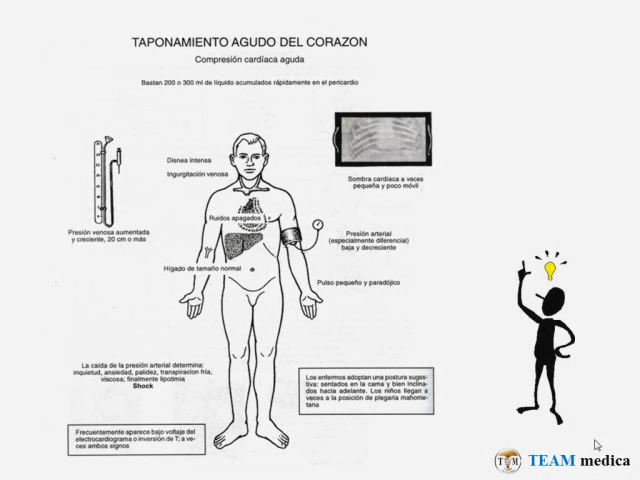 TAPONAMIENTO AGUDO DEL CORAZON
Compresión cardíaca aguda
Bastan 200 o 300 ml de líquido acumulados rápidamente en el pericardio
Disnea intensa
Ingurgitación venosa
Sombra cardíaca a veces
pequeña y poco móvil
Ruidos apagados
Presión venosa aumentada
y creciente, 20 cm o más
Presión arterial
(especialmente diferencial)
baja y decreciente
Hígado de tamaño normal
Pulso pequeño y paradójico
La caída de la presión arterial determina:
inquietud, ansiedad, palidez, transpiracion fría,
viscosa; finalmente lipotimia
Shock
Los enfermos adoptan una postura suges-
tiva: sentados en la cama y bien inclina-
dos hacia adelante. Los niños llegan a
veces a la posición de plegaria mahome-
tana
Frecuentemente aparece bajo voltaje del
electrocardiograma o inversión de T; a ve-
ces ambos signos
TEAM medica